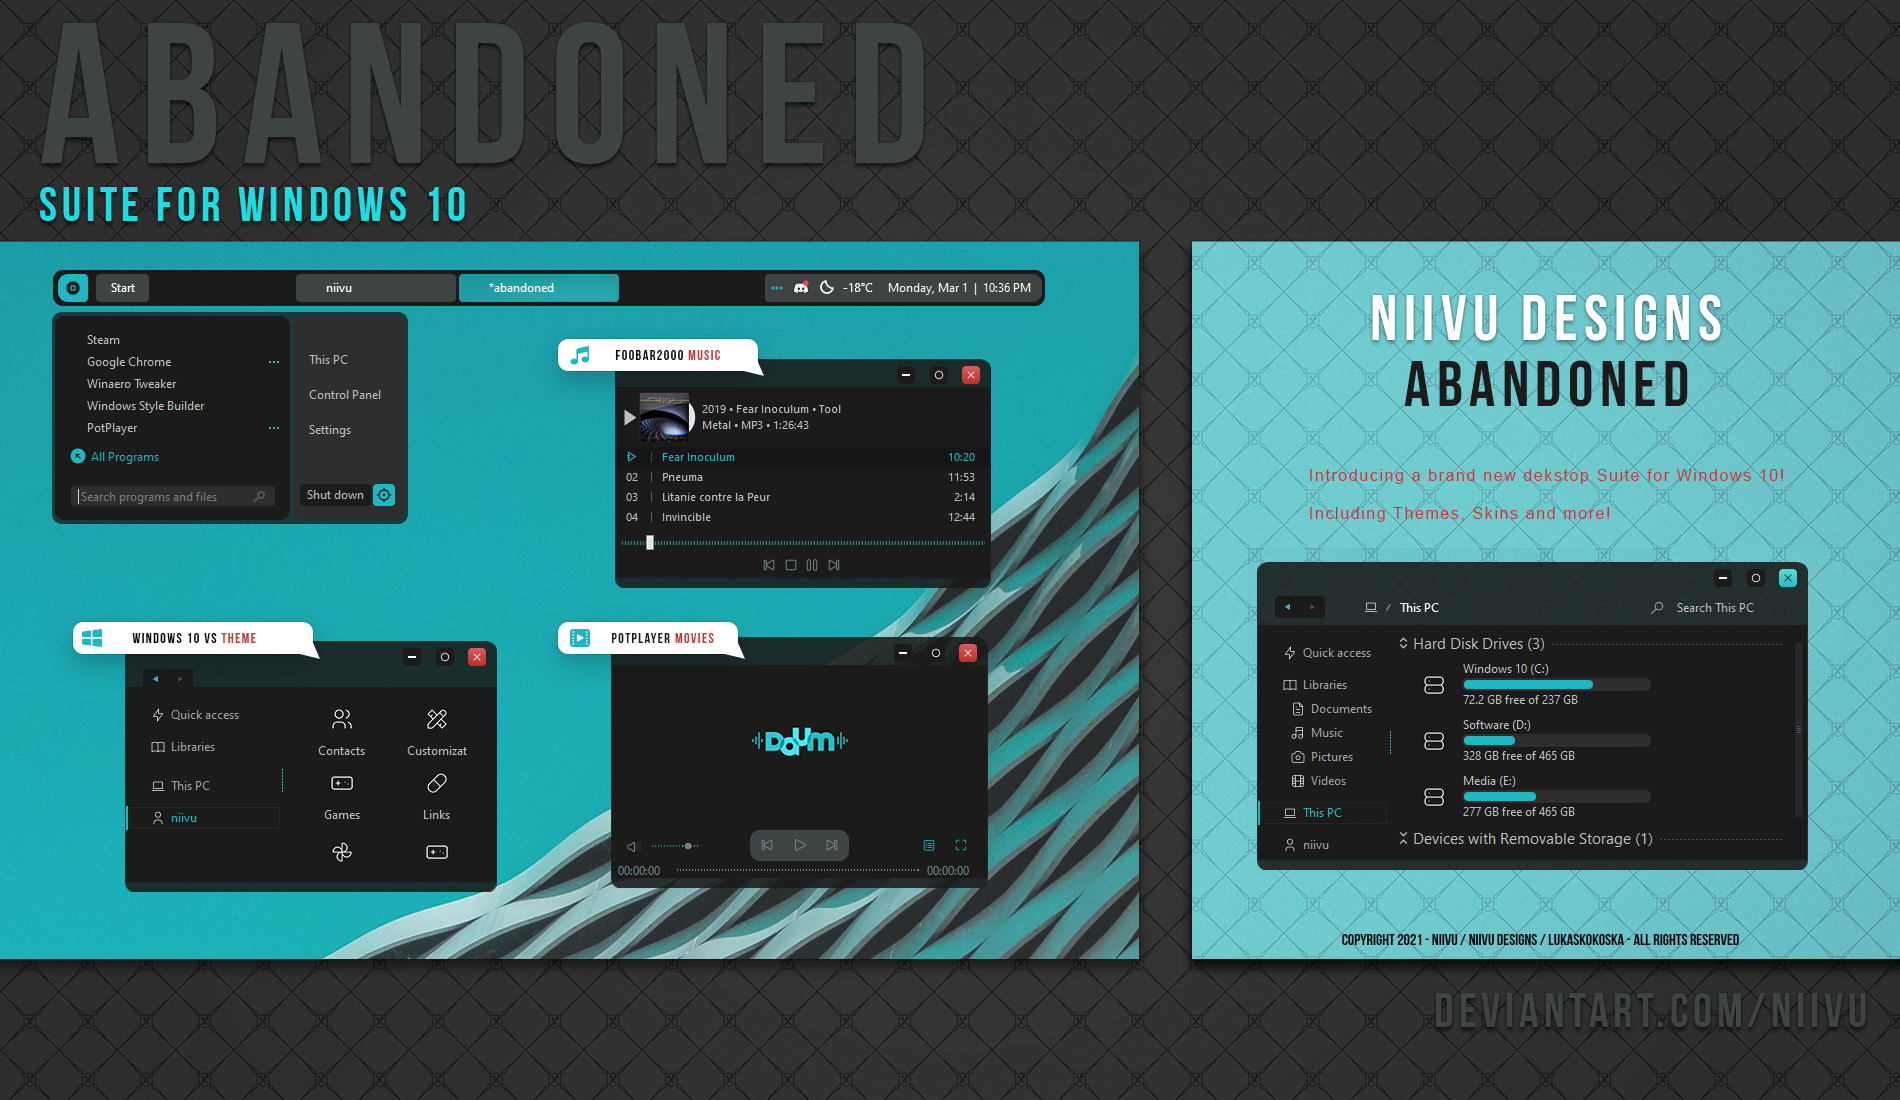 ABANDONED
SUITE FOR WINDOWS 10
Start
niivu
*abandoned
-18°C Monday, Mar 1 | 10:36 PM
Steam
Google Chrome
Winaero Tweaker
Windows Style Builder
PotPlayer
All Programs
Search programs and files
This PC
Control Panel
Settings
Shut down
FOOBAR2000 MUSIC
2019 • Fear Inoculum • Tool
Metal • MP3 • 1:26:43
Fear Inoculum 10:20
02 | Pneuma 11:53
03 | Litanie contre la Peur 2:14
04 | Invincible 12:44
WINDOWS 10 VS THEME
Quick access
Libraries
This PC
niivu
Contacts
Customizat
Games
Links
POTPLAYER MOVIES
Daum
00:00:00
00:00:00
NIIVU DESIGNS
ABANDONED
Introducing a brand new dekstop Suite for Windows 10!
Including Themes, Skins and more!
/ This PC
Search This PC
Quick access
Libraries
Documents
Music
Pictures
Videos
This PC
niivu
Hard Disk Drives (3)
Windows 10 (C:)
72.2 GB free of 237 GB
Software (D:)
328 GB free of 465 GB
Media (E:)
277 GB free of 465 GB
Devices with Removable Storage (1)
COPYRIGHT 2021 - NIIVU / NIIVU DESIGNS / LUKASKOKOSKA - ALL RIGHTS RESERVED
DEVIANTART.COM/NIIVU